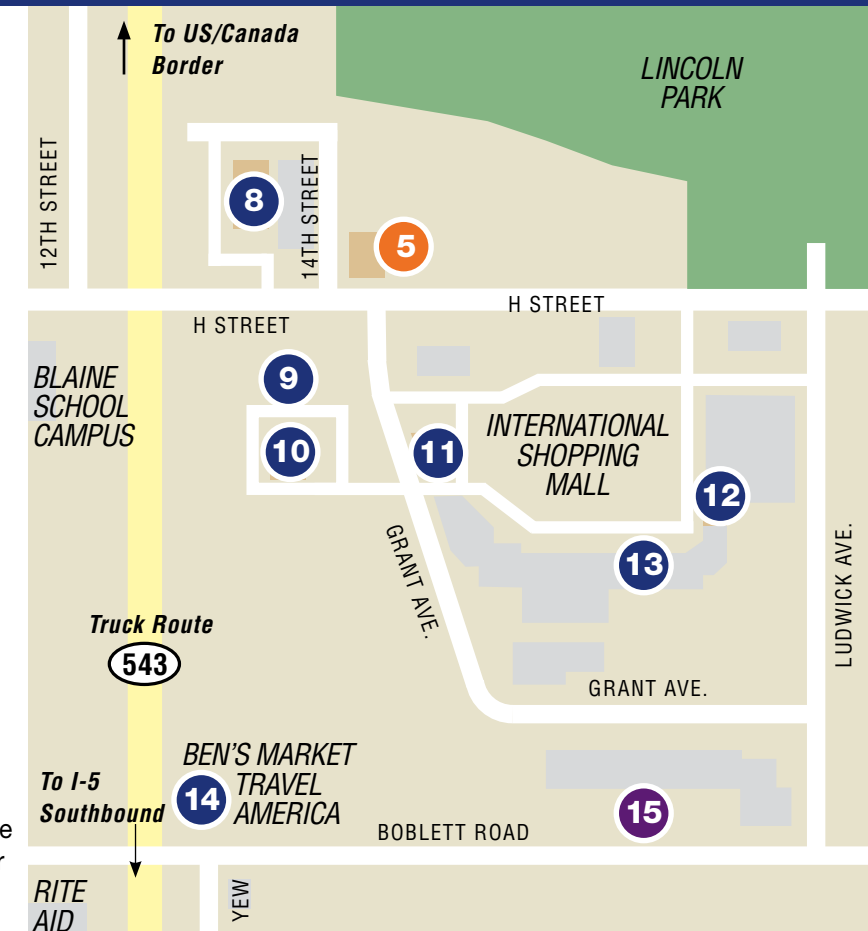 To US/Canada
Border
LINCOLN
PARK
12TH STREET
8
14TH STREET
5
H STREET
H STREET
BLAINE
SCHOOL
CAMPUS
9
10
11
INTERNATIONAL
SHOPPING
MALL
12
13
GRANT AVE.
LUDWICK AVE.
Truck Route
543
GRANT AVE.
BEN'S MARKET
TRAVEL
AMERICA
14
To I-5
Southbound
15
BOBLETT ROAD
RITE
AID
YEW